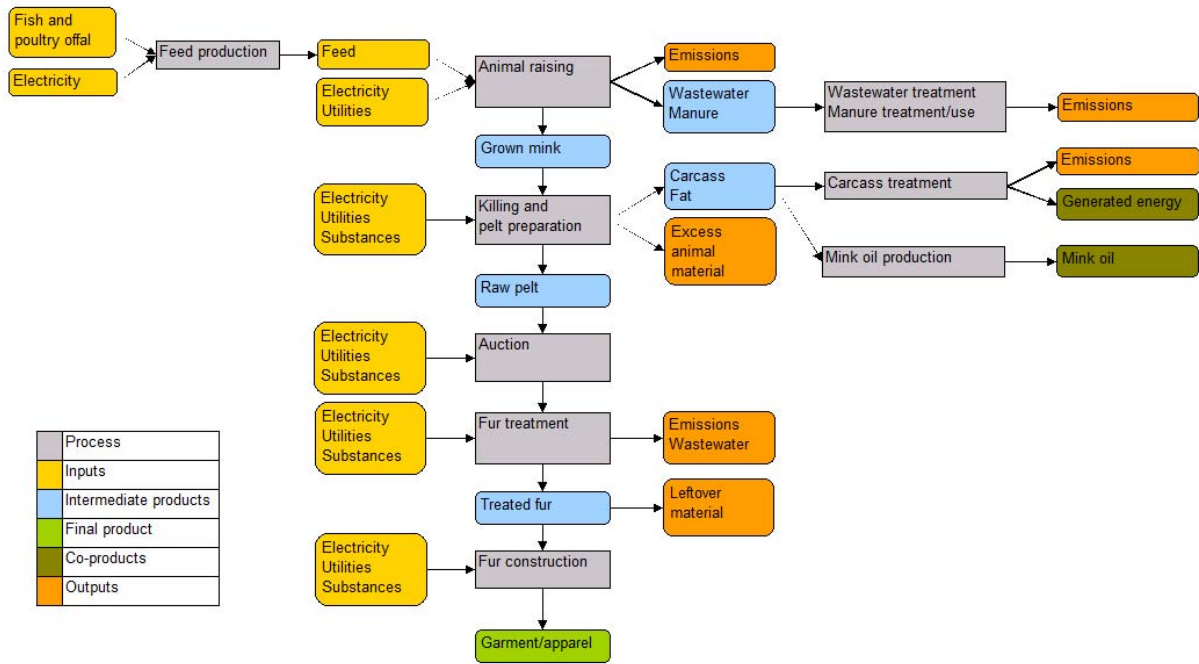 Fish and
poultry offal
Electricity
Feed production
Feed
Electricity
Utilities
Animal raising
Emissions
Wastewater
Manure
Wastewater treatment
Manure treatment/use
Emissions
Grown mink
Electricity
Utilities
Substances
Killing and
pelt preparation
Carcass
Fat
Excess
animal
material
Carcass treatment
Emissions
Generated energy
Mink oil production
Mink oil
Raw pelt
Electricity
Utilities
Substances
Auction
Electricity
Utilities
Substances
Fur treatment
Emissions
Wastewater
Treated fur
Leftover
material
Electricity
Utilities
Substances
Fur construction
Garment/apparel
Process
Inputs
Intermediate products
Final product
Co-products
Outputs